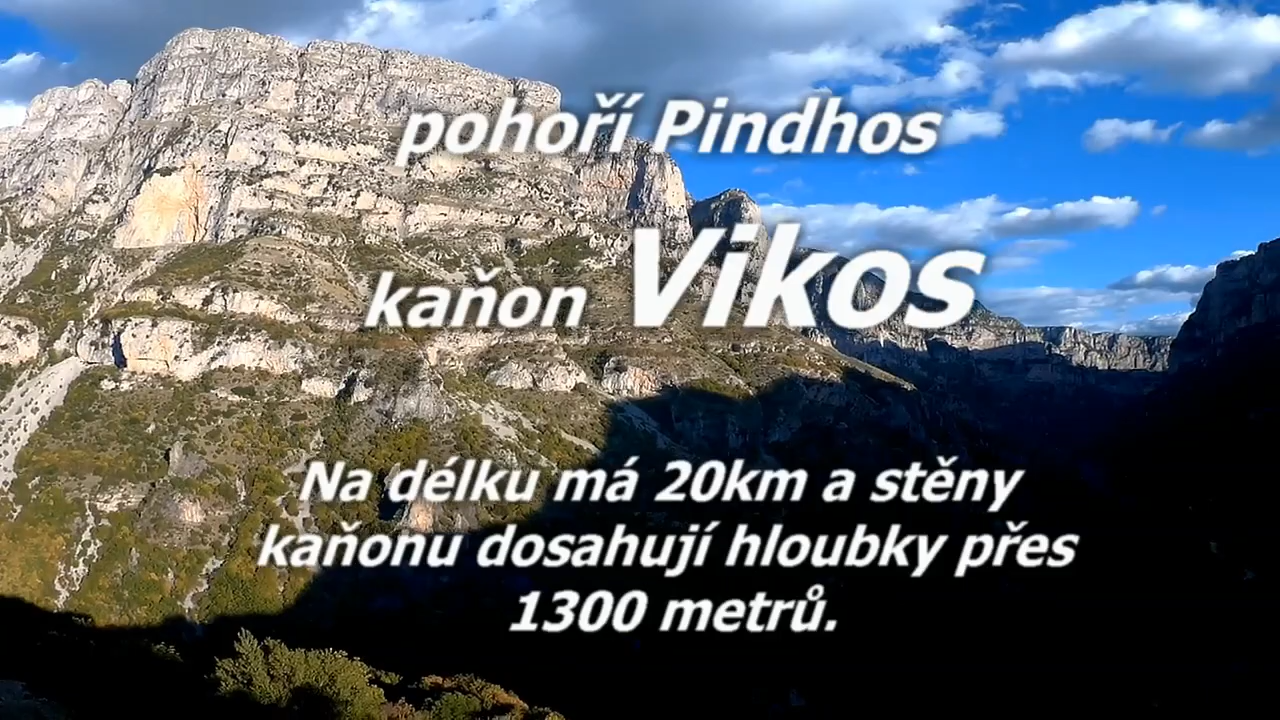 pohoří Pindhos
kaňon Vikos
Na délku má 20km a stěny
kaňonu dosahují hloubky přes
1300 metrů.